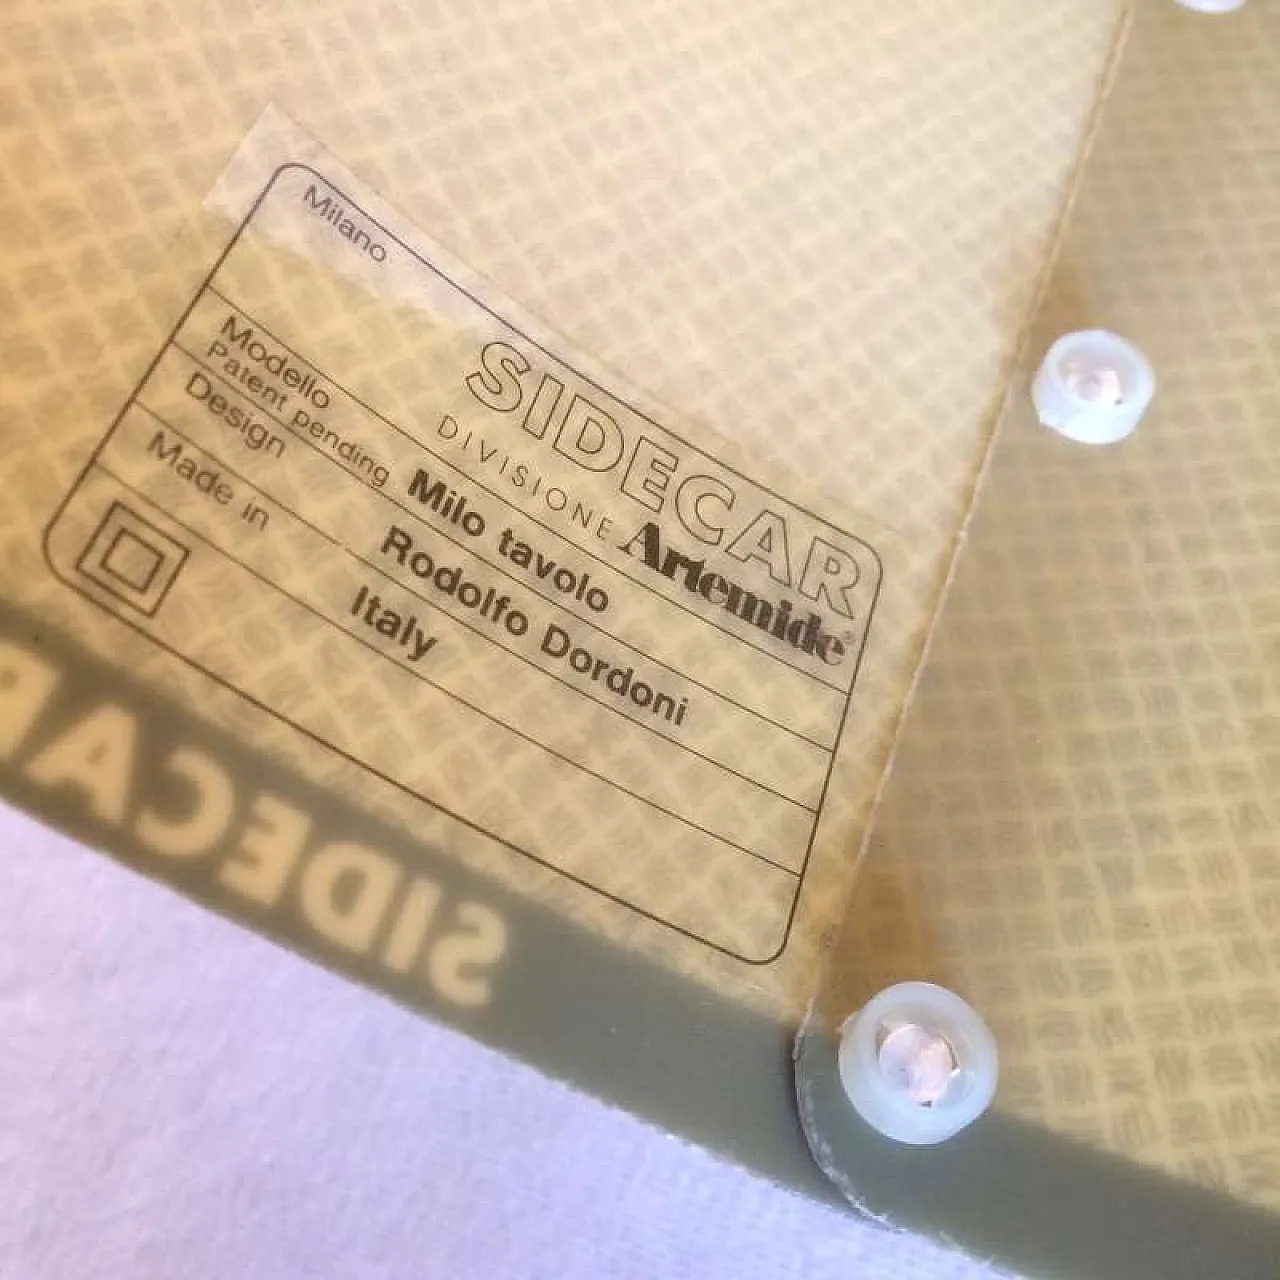 Milano
SIDECAR
DIVISIONE Artemide®
Modello Milo tavolo
Patent pending
Design Rodolfo Dordoni
Made in Italy
SIDECAR